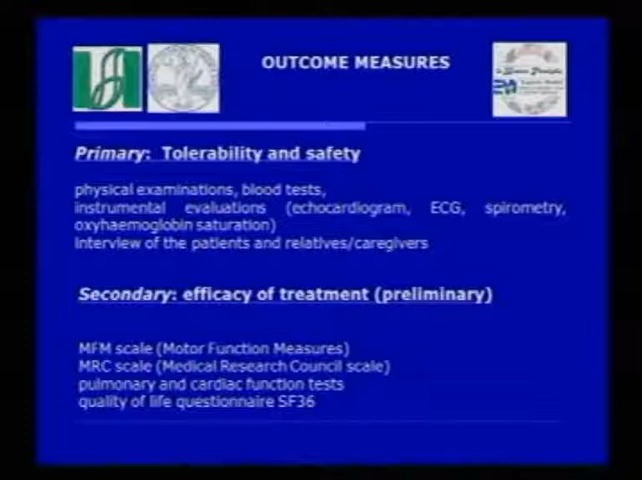 OUTCOME MEASURES
Primary: Tolerability and safety
physical examinations, blood tests,
instrumental evaluations (echocardiogram, ECG, spirometry,
oxyhaemoglobin saturation)
Interview of the patients and relatives/caregivers
Secondary: efficacy of treatment (preliminary)
MFM scale (Motor Function Measures)
MRC scale (Medical Research Council scale)
pulmonary and cardiac function tests
quality of life questionnaire SF36